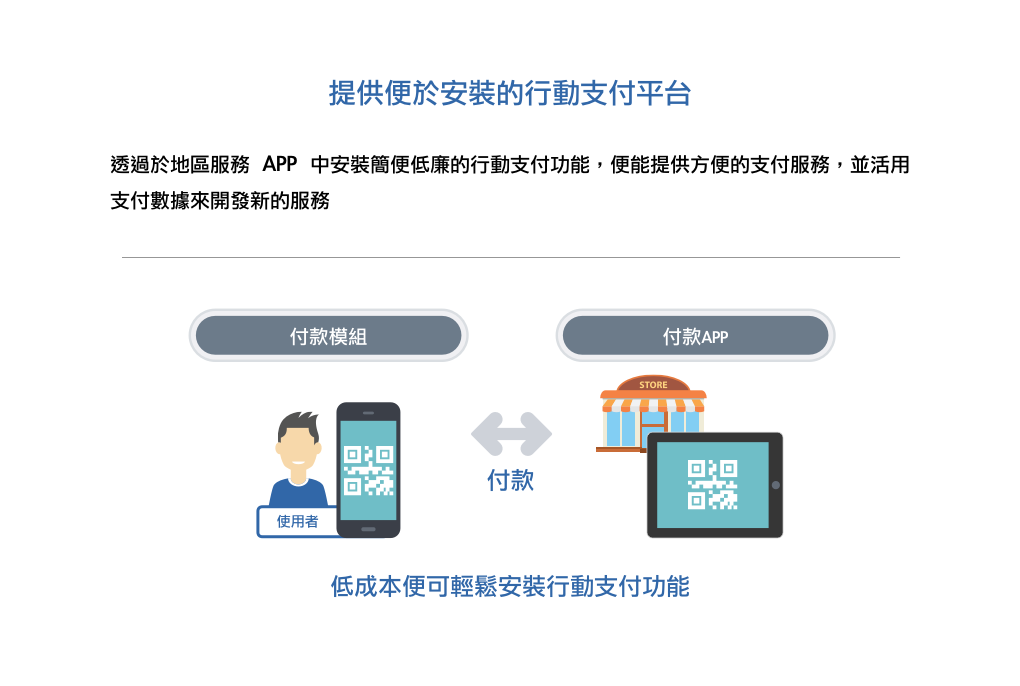 提供便於安裝的行動支付平台
透過於地區服務 APP 中安裝簡便低廉的行動支付功能，便能提供方便的支付服務，並活用
支付數據來開發新的服務
付款模組
付款APP
STORE
付款
使用者
低成本便可輕鬆安裝行動支付功能